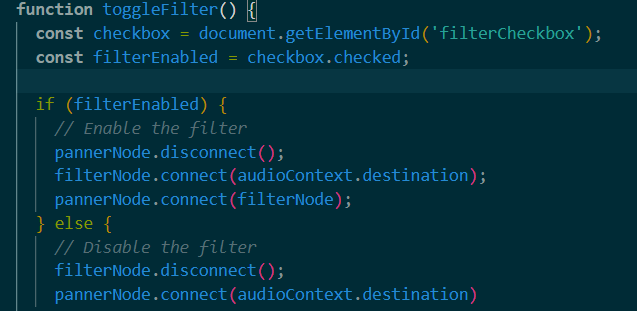 function toggleFilter() {
const checkbox = document.getElementById('filterCheckbox');
const filterEnabled = checkbox.checked;
if (filterEnabled) {
// Enable the filter
pannerNode.disconnect();
filterNode.connect(audioContext.destination);
pannerNode.connect(filterNode);
} else {
// Disable the filter
filterNode.disconnect();
pannerNode.connect(audioContext.destination)